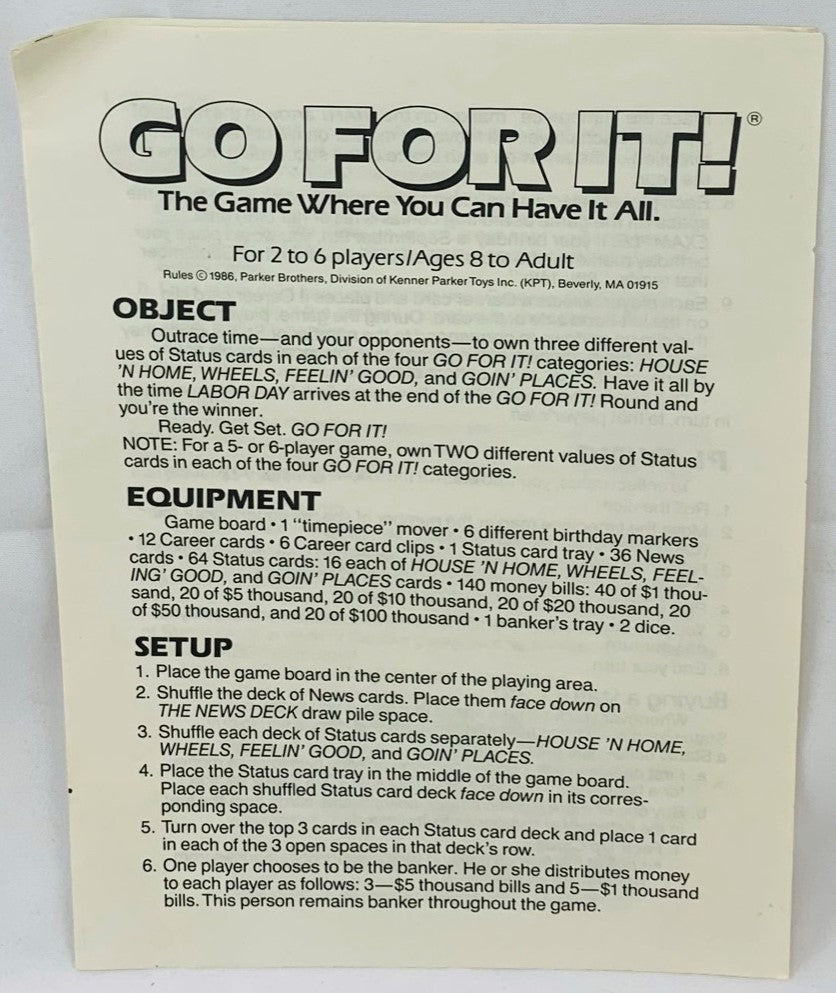 GO FOR IT!®
The Game Where You Can Have It All.
For 2 to 6 players/Ages 8 to Adult
Rules © 1986, Parker Brothers, Division of Kenner Parker Toys Inc. (KPT), Beverly, MA 01915
OBJECT
Outrace time—and your opponents—to own three different val-
ues of Status cards in each of the four GO FOR IT! categories: HOUSE
'N HOME, WHEELS, FEELIN' GOOD, and GOIN' PLACES. Have it all by
the time LABOR DAY arrives at the end of the GO FOR IT! Round and
you're the winner.
Ready. Get Set. GO FOR IT!
NOTE: For a 5- or 6-player game, own TWO different values of Status
cards in each of the four GO FOR IT! categories.
EQUIPMENT
Game board • 1 "timepiece" mover • 6 different birthday markers
• 12 Career cards • 6 Career card clips • 1 Status card tray • 36 News
cards • 64 Status cards: 16 each of HOUSE 'N HOME, WHEELS, FEEL-
ING' GOOD, and GOIN' PLACES cards • 140 money bills: 40 of $1 thou-
sand, 20 of $5 thousand, 20 of $10 thousand, 20 of $20 thousand, 20
of $50 thousand, and 20 of $100 thousand • 1 banker's tray • 2 dice.
SETUP
1. Place the game board in the center of the playing area.
2. Shuffle the deck of News cards. Place them face down on
THE NEWS DECK draw pile space.
3. Shuffle each deck of Status cards separately—HOUSE 'N HOME,
WHEELS, FEELIN' GOOD, and GOIN' PLACES.
4. Place the Status card tray in the middle of the game board.
Place each shuffled Status card deck face down in its corres-
ponding space.
5. Turn over the top 3 cards in each Status card deck and place 1 card
in each of the 3 open spaces in that deck's row.
6. One player chooses to be the banker. He or she distributes money
to each player as follows: 3—$5 thousand bills and 5—$1 thousand
bills. This person remains banker throughout the game.